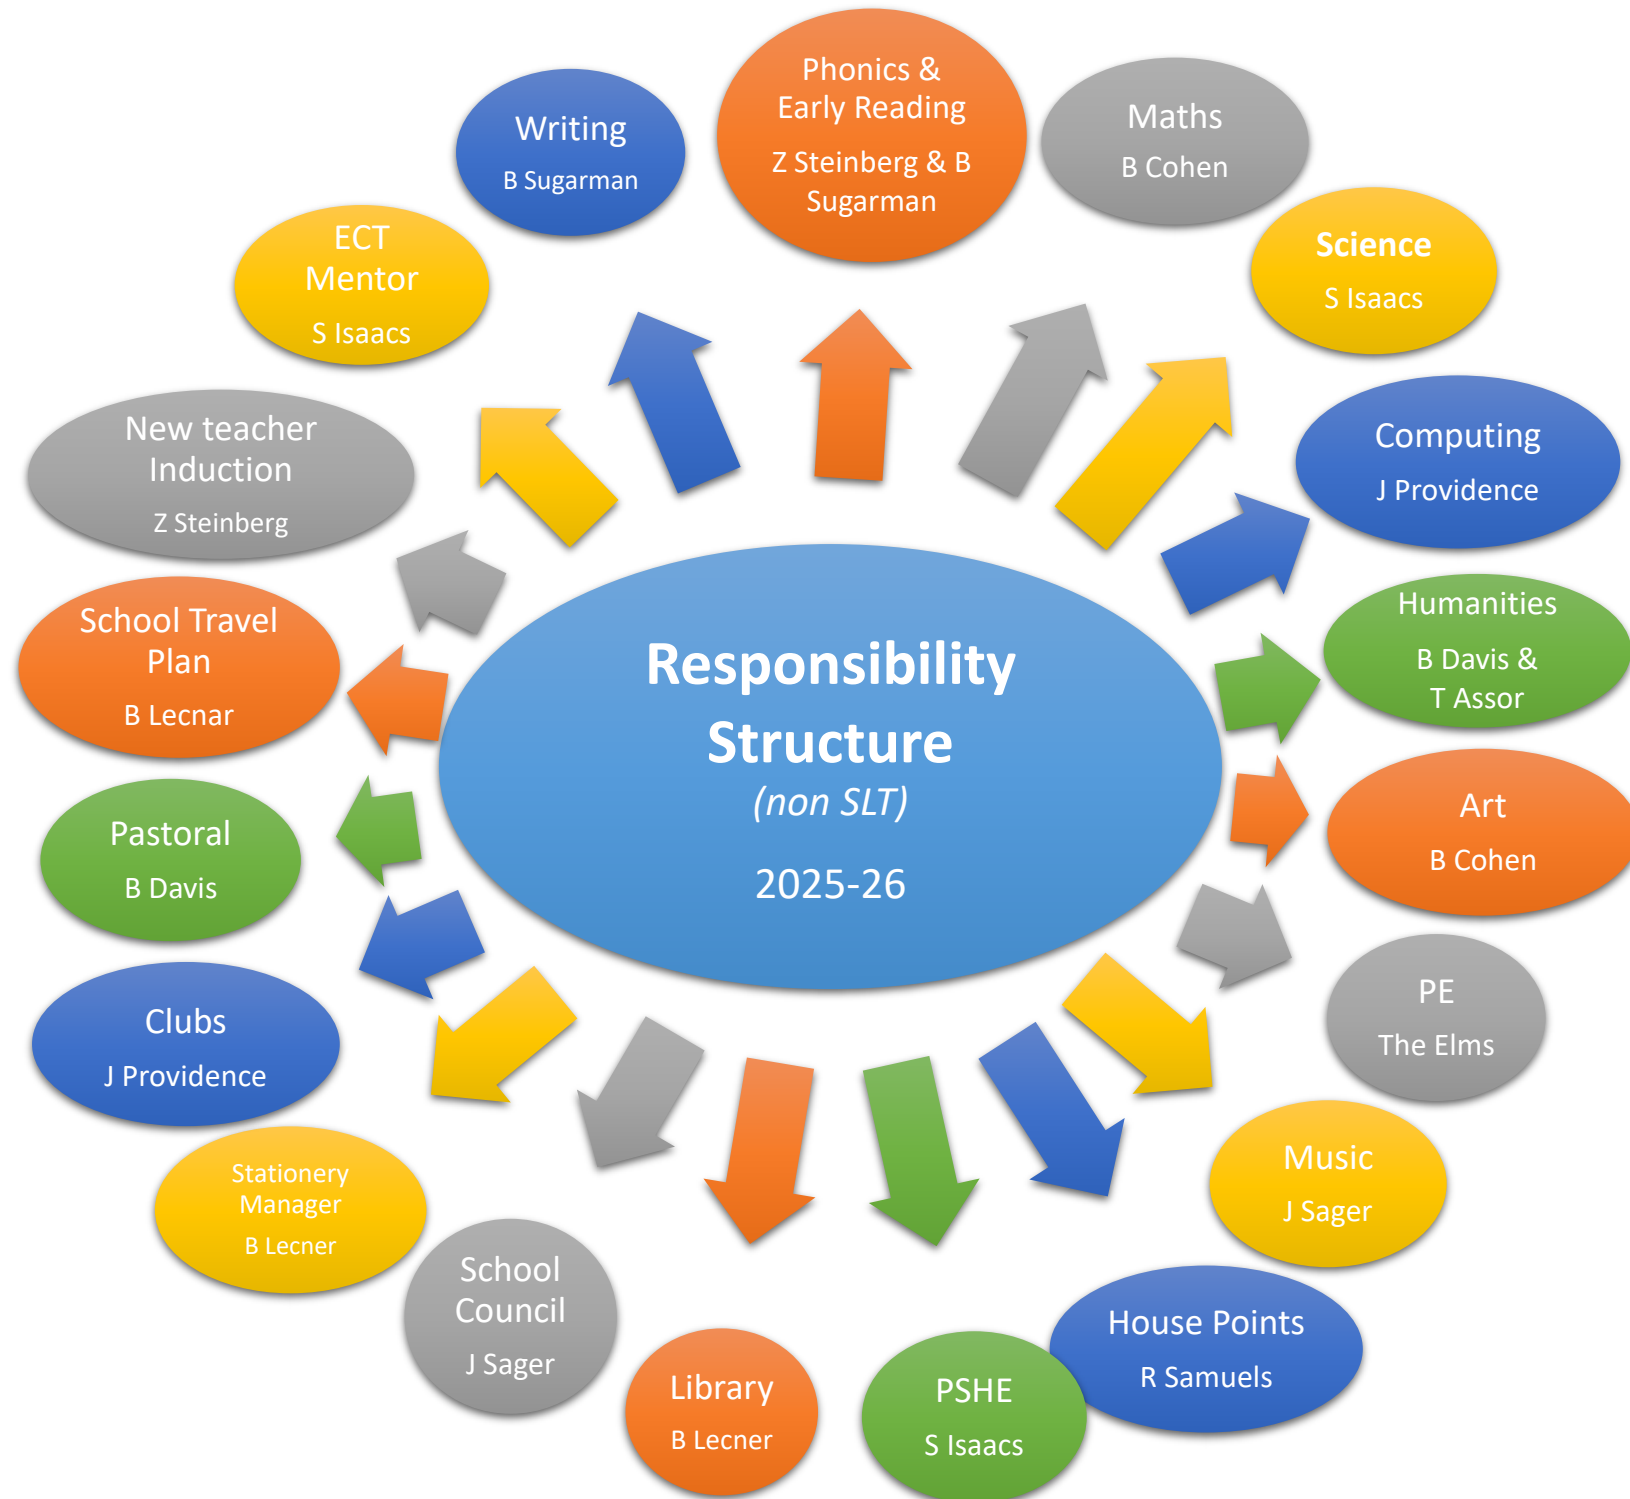 Phonics &
Early Reading
Z Steinberg & B
Sugarman
Maths
B Cohen
Science
S Isaacs
Computing
J Providence
Humanities
B Davis &
T Assor
Art
B Cohen
PE
The Elms
Music
J Sager
House Points
R Samuels
PSHE
S Isaacs
Library
B Lecner
School
Council
J Sager
Stationery
Manager
B Lecner
Clubs
J Providence
Pastoral
B Davis
School Travel
Plan
B Lecnar
New teacher
Induction
Z Steinberg
ECT
Mentor
S Isaacs
Writing
B Sugarman
Responsibility
Structure
(non SLT)
2025-26